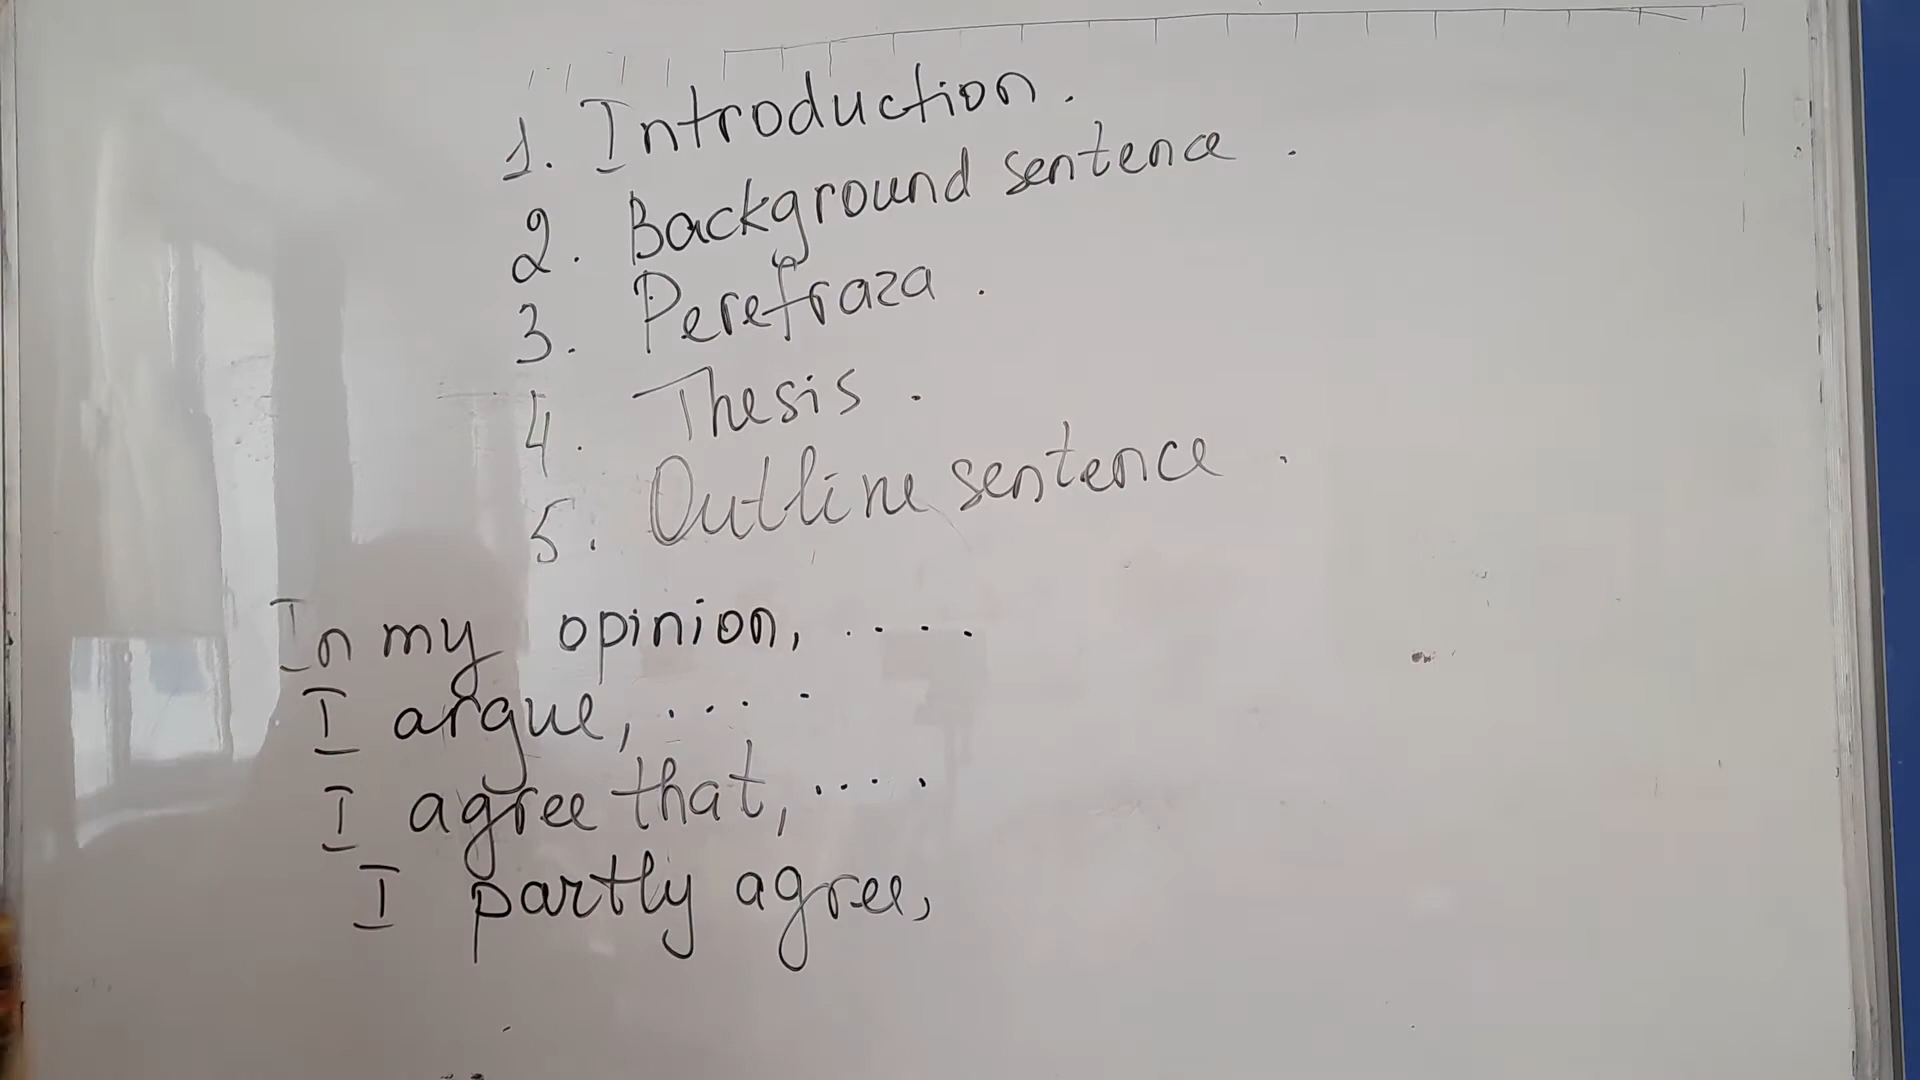 1. Introduction.
2. Background sentence.
3. Perefraza.
4. Thesis.
5. Outline sentence.
In my opinion, ....
I argue, ....
I agree that, ....
I partly agree,